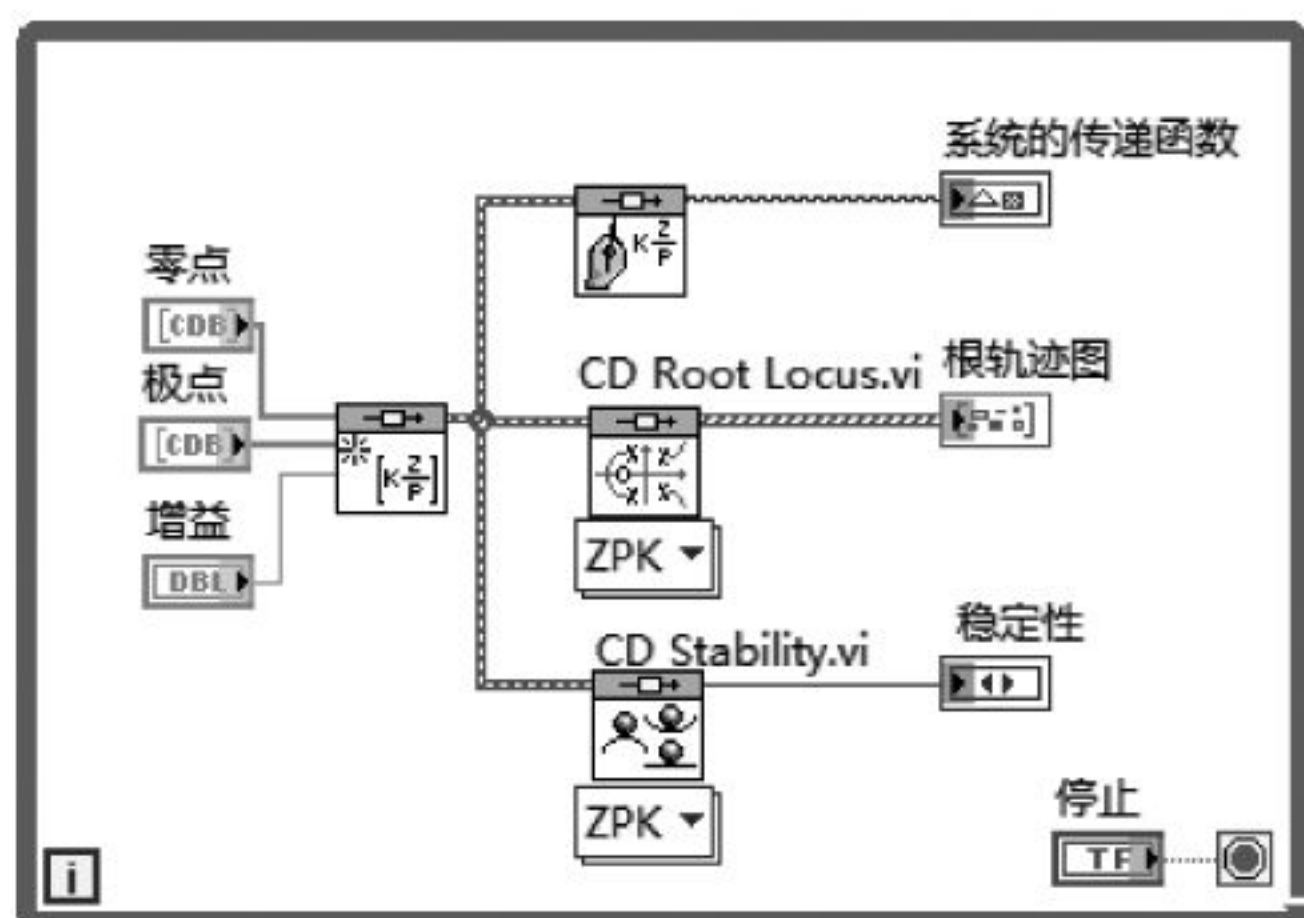 系统的传递函数
K Z/P
零点
[CDB]
CD Root Locus.vi
根轨迹图
极点
[CDB]
[K Z/P]
增益
DBL
ZPK
CD Stability.vi
稳定性
ZPK
停止
TF
i